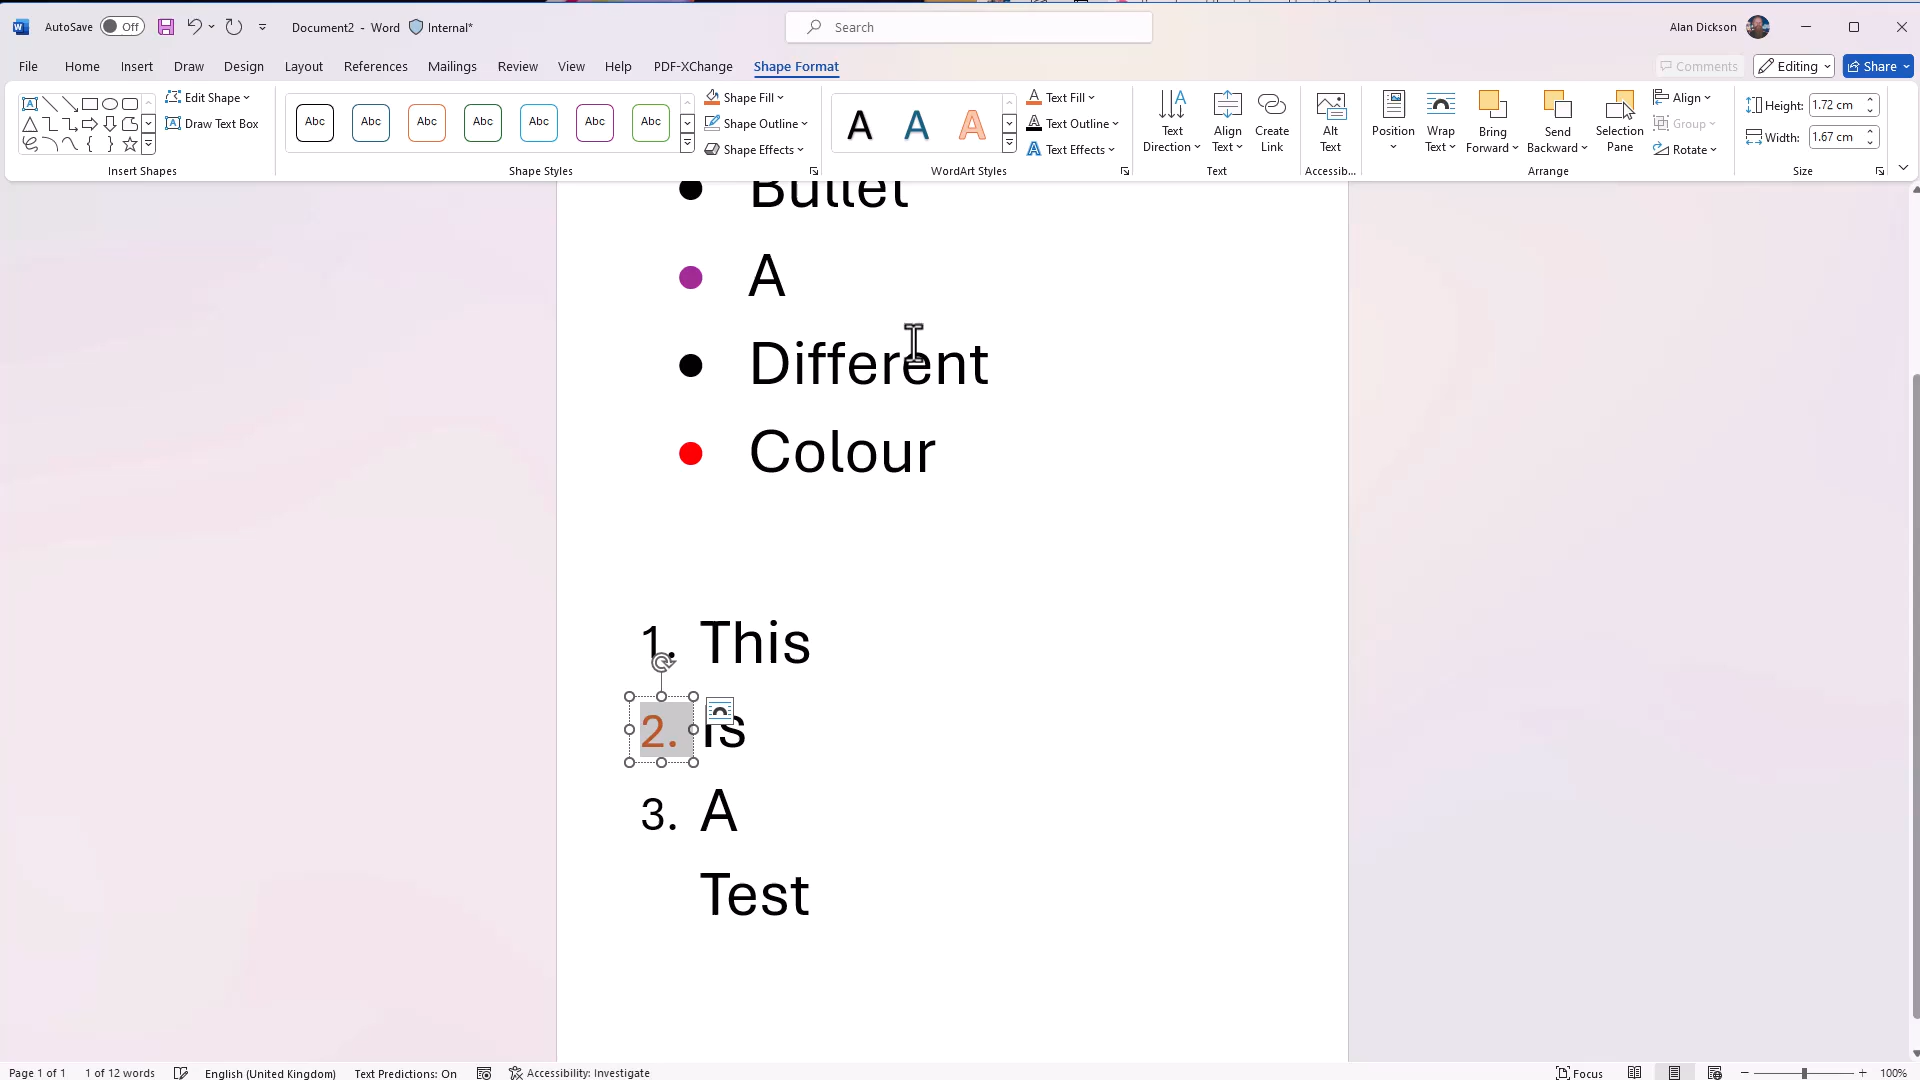 AutoSave Off Document2 - Word Internal* Search Alan Dickson
File Home Insert Draw Design Layout References Mailings Review View Help PDF-XChange Shape Format Comments Editing Share
Edit Shape
Draw Text Box
Insert Shapes
Abc Abc Abc Abc Abc Abc Abc
Shape Fill
Shape Outline
Shape Effects
Shape Styles
A A A
Text Fill
Text Outline
Text Effects
WordArt Styles
Text Direction
Align Text
Create Link
Text
Alt Text
Accessib...
Position
Wrap Text
Bring Forward
Send Backward
Selection Pane
Align
Group
Rotate
Arrange
Height: 1.72 cm
Width: 1.67 cm
Size
• Bullet
• A
• Different
• Colour
1. This
2. Is
3. A
Test
Page 1 of 1 1 of 12 words English (United Kingdom) Text Predictions: On Accessibility: Investigate Focus 100%